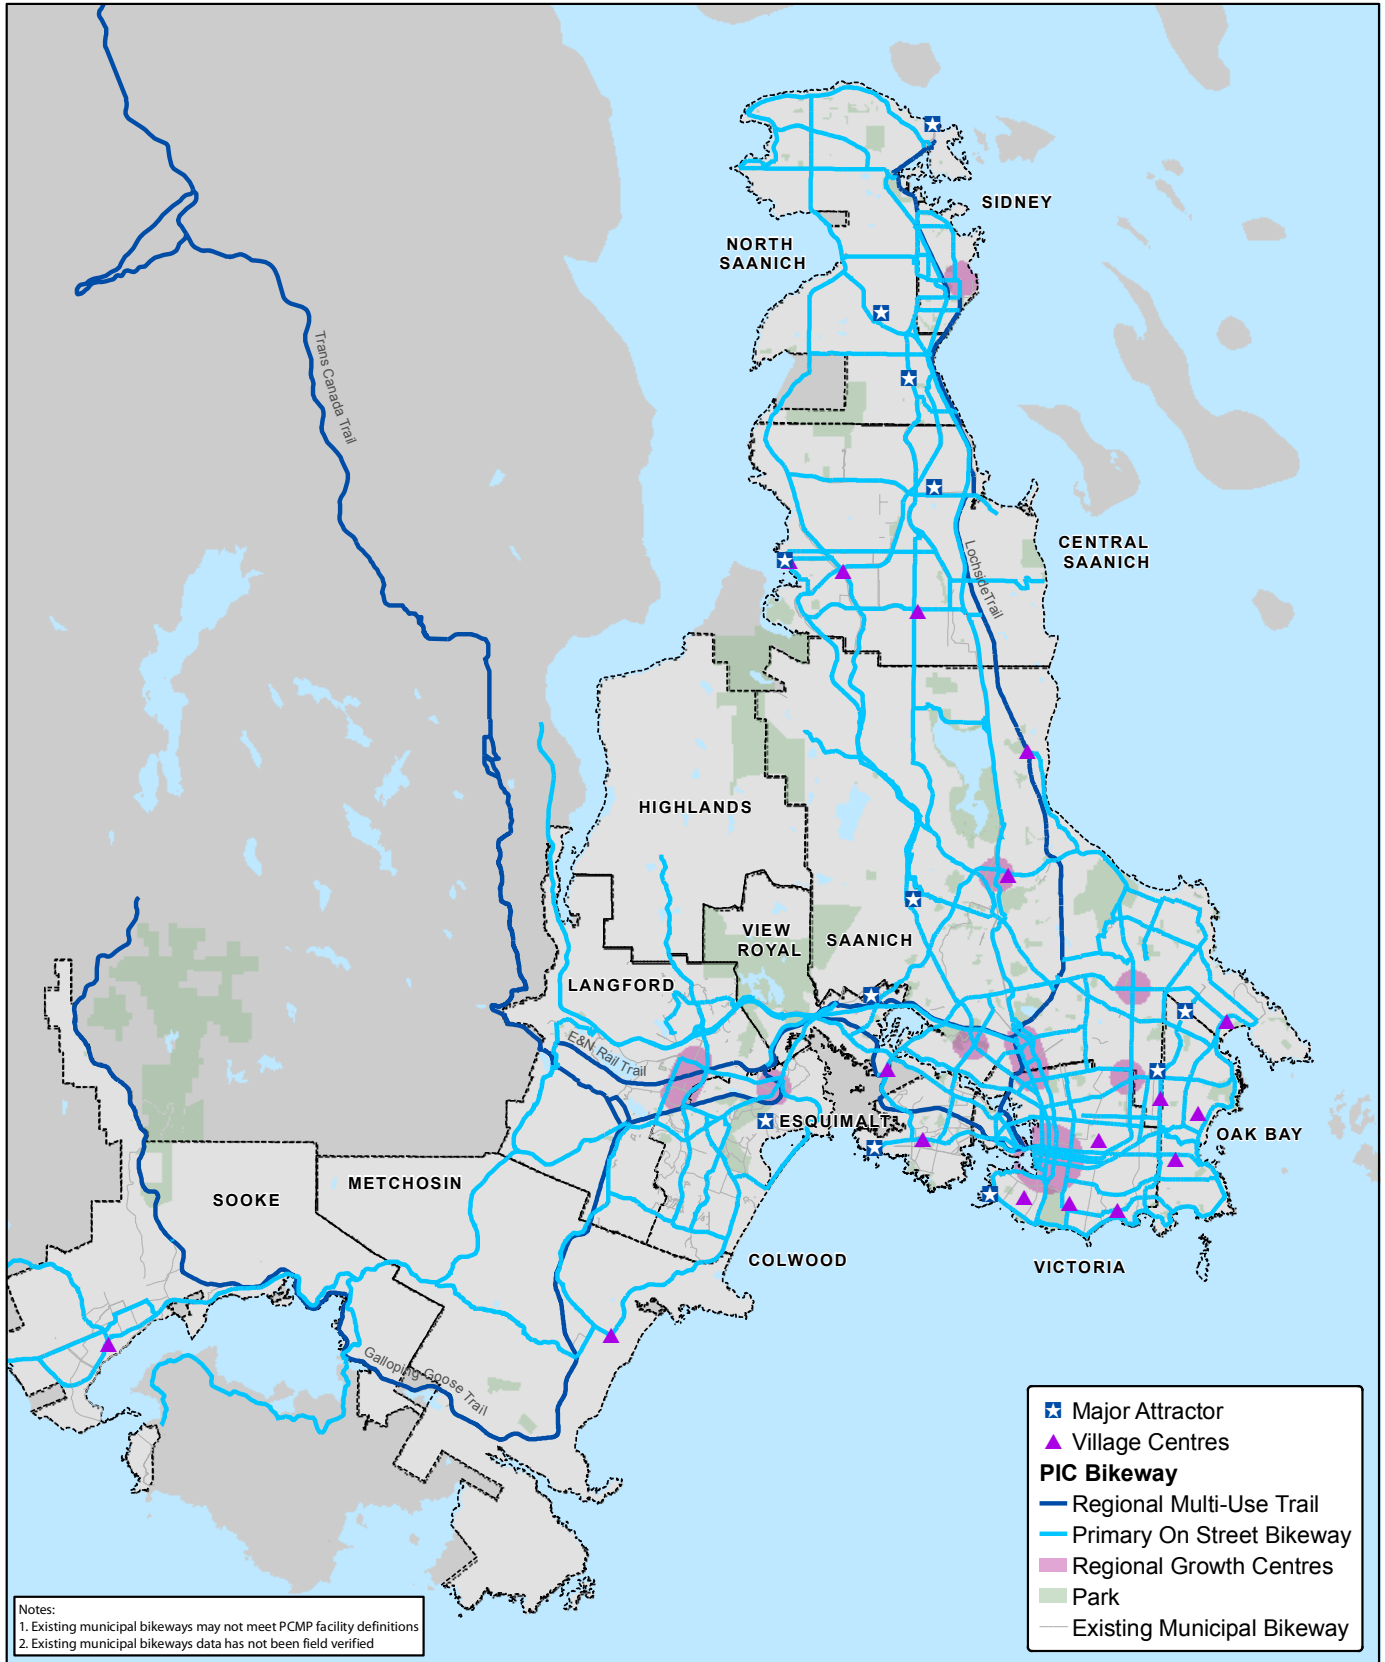 SIDNEY
NORTH
SAANICH
Trans Canada Trail
CENTRAL
SAANICH
Lochside Trail
HIGHLANDS
VIEW
ROYAL
SAANICH
LANGFORD
E&N Rail Trail
ESQUIMALT
OAK BAY
METCHOSIN
SOOKE
COLWOOD
VICTORIA
Galloping Goose Trail
Major Attractor
Village Centres
PIC Bikeway
Regional Multi-Use Trail
Primary On Street Bikeway
Regional Growth Centres
Park
Existing Municipal Bikeway
Notes:
1. Existing municipal bikeways may not meet PCMP facility definitions
2. Existing municipal bikeways data has not been field verified